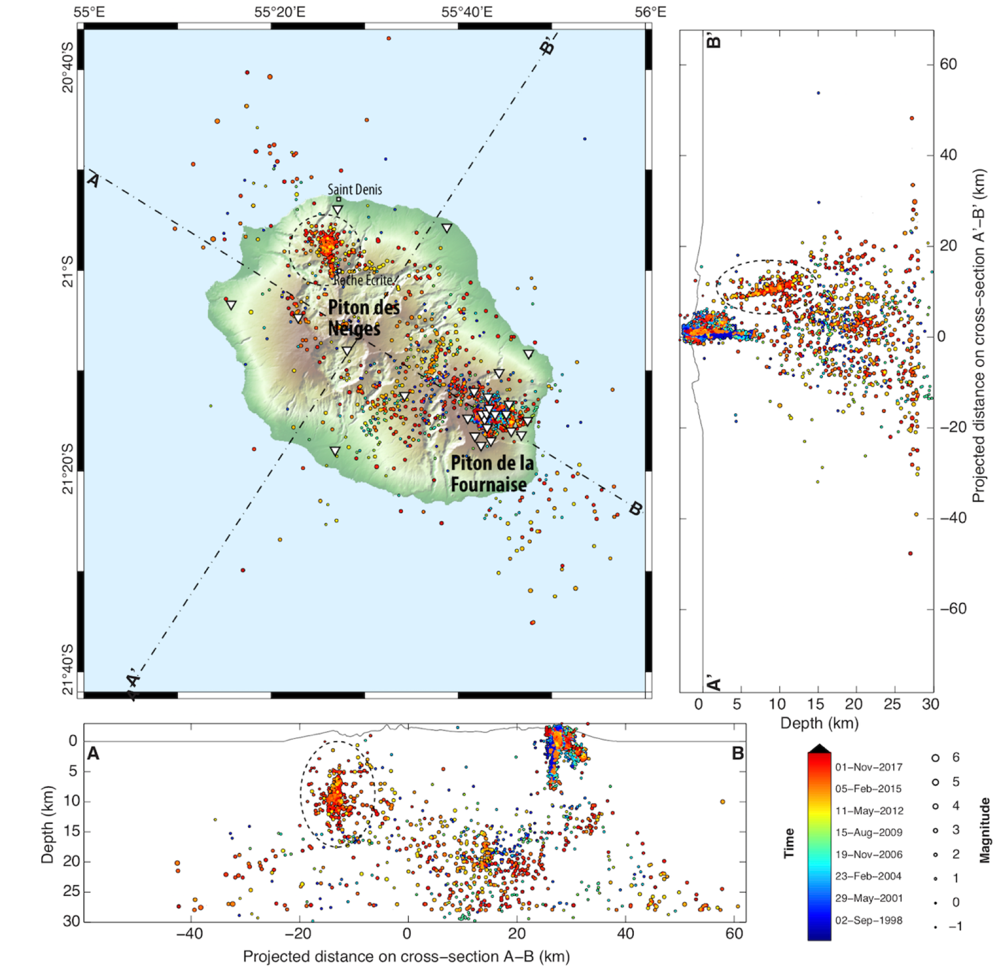 55°E 55°20'E 55°40'E 56°E
20°40'S
21°S
21°20'S
21°40'S
B'
A
Saint Denis
Roche Ecrite
Piton des
Neiges
Piton de la
Fournaise
B
A'
B'
60
40
20
0
−20
−40
−60
Projected distance on cross−section A'−B' (km)
A'
0 5 10 15 20 25 30
Depth (km)
A
B
0
5
10
15
20
25
30
Depth (km)
−40 −20 0 20 40 60
Projected distance on cross−section A−B (km)
Time
01−Nov−2017
05−Feb−2015
11−May−2012
15−Aug−2009
19−Nov−2006
23−Feb−2004
29−May−2001
02−Sep−1998
6
5
4
3
2
1
0
−1
Magnitude